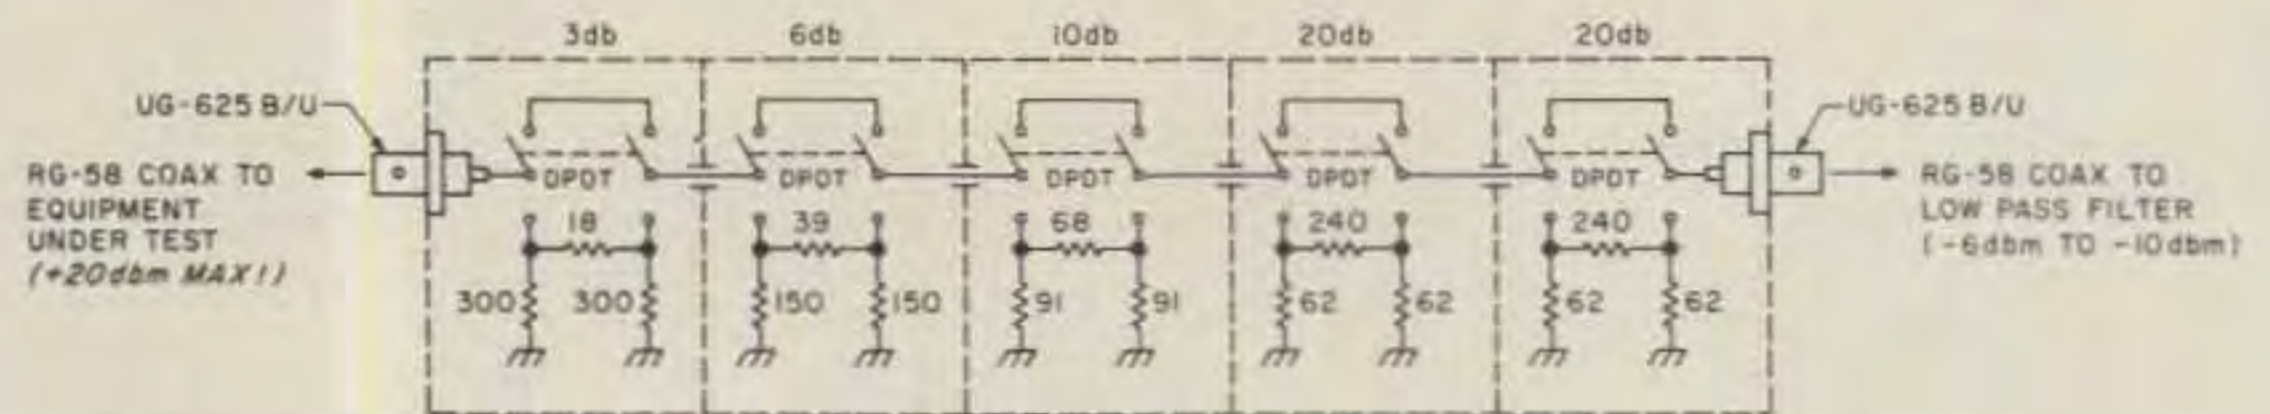 3db 6db 10db 20db 20db
UG-625 B/U
UG-625 B/U
RG-58 COAX TO
EQUIPMENT
UNDER TEST
(+20dbm MAX!)
DPDT DPDT DPDT DPDT DPDT
RG-58 COAX TO
LOW PASS FILTER
(-6dbm TO -10dbm)
18 39 68 240 240
300 300 150 150 91 91 62 62 62 62